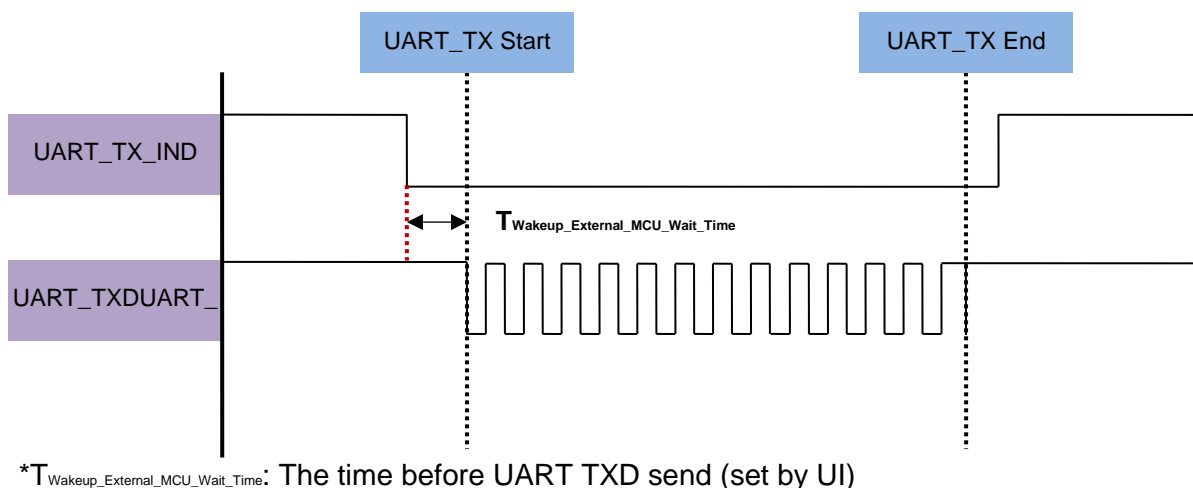 UART_TX Start
UART_TX End
UART_TX_IND
TWakeup_External_MCU_Wait_Time
UART_TXDUART_
*TWakeup_External_MCU_Wait_Time: The time before UART TXD send (set by UI)